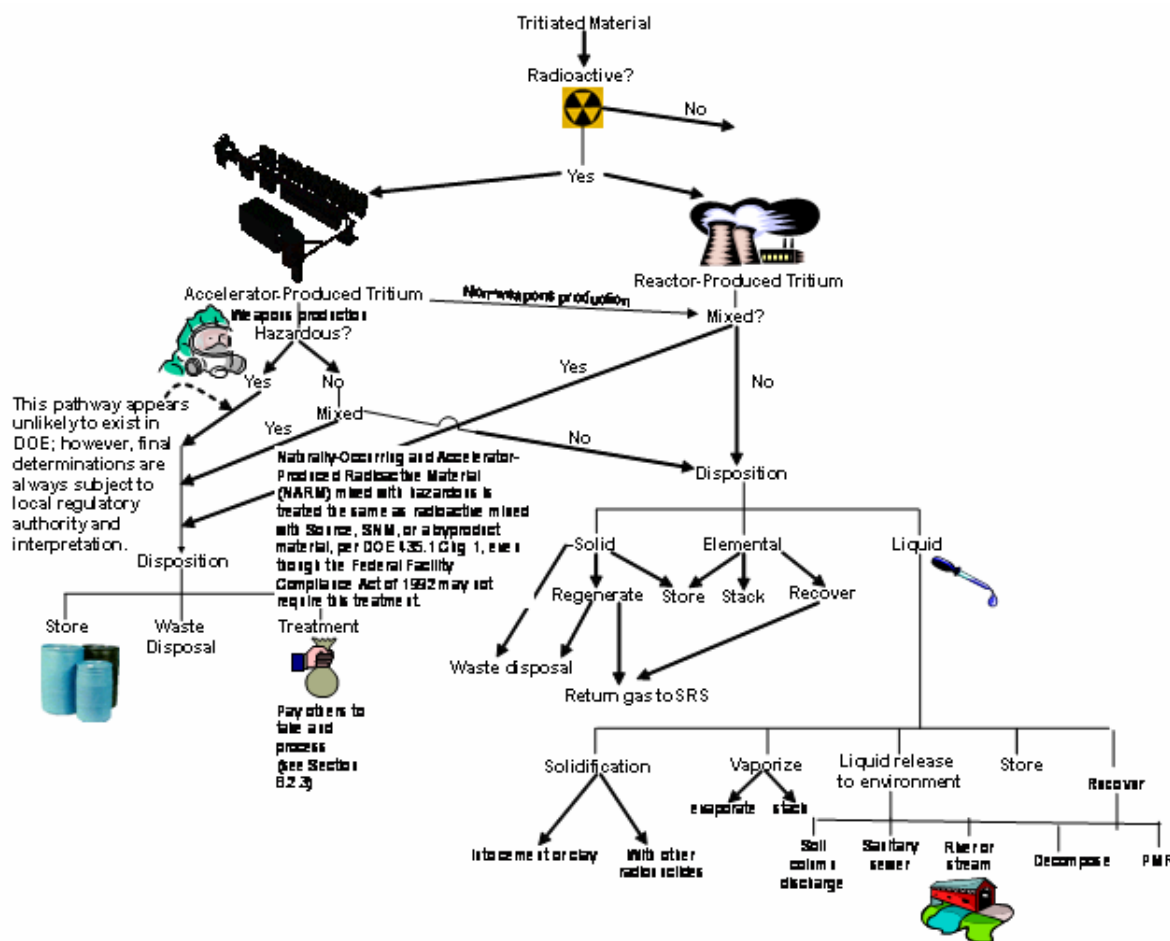 Tritiated Material
Radioactive?
No
Yes
Accelerator-Produced Tritium
Non-weapons production
Reactor-Produced Tritium
Weapons production
Hazardous?
Mixed?
Yes
No
Yes
No
This pathway appears
unlikely to exist in
DOE; however, final
determinations are
always subject to
local regulatory
authority and
interpretation.
Mixed
Yes
No
Naturally-Occurring and Accelerator-
Produced Radioactive Material
(NARM) mixed with hazardous is
treated the same as radioactive mixed
with Source, SNM, or a byproduct
material, per DOE 435.1 Chg. 1, even
though the Federal Facility
Compliance Act of 1992 may not
require this treatment.
Disposition
Disposition
Solid
Elemental
Liquid
Regenerate
Store
Stack
Recover
Store
Waste
Disposal
Treatment
Waste disposal
Return gas to SRS
Pay others to
take and
process
(see Section
6.2.3)
Solidification
Vaporize
Liquid release
to environment
Store
Recover
evaporate
stack
Into cement or clay
With other
radionuclides
Soil
column
discharge
Sanitary
sewer
River or
stream
Decompose
PMR